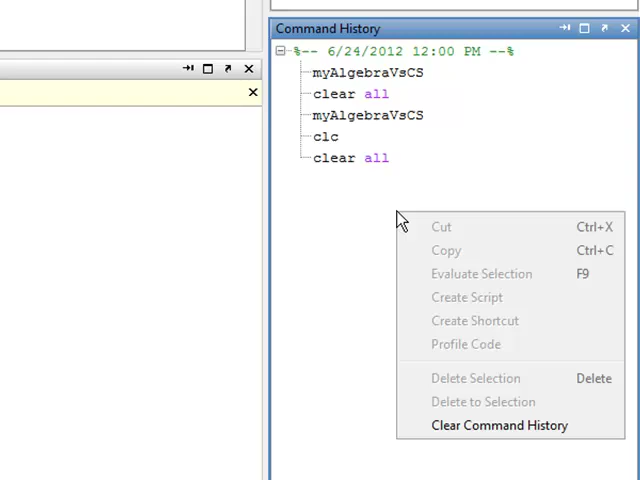 Command History
%-- 6/24/2012 12:00 PM --%
myAlgebraVsCS
clear all
myAlgebraVsCS
clc
clear all
Cut Ctrl+X
Copy Ctrl+C
Evaluate Selection F9
Create Script
Create Shortcut
Profile Code
Delete Selection Delete
Delete to Selection
Clear Command History